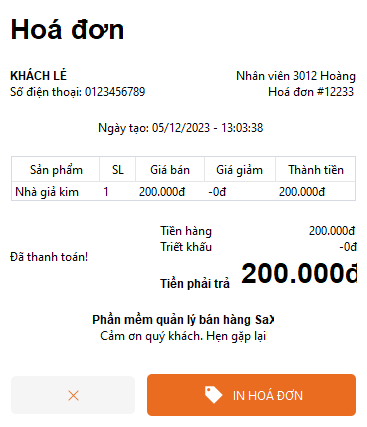 Hoá đơn
KHÁCH LẺ
Nhân viên 3012 Hoàng
Số điện thoại: 0123456789
Hoá đơn #12233
Ngày tạo: 05/12/2023 - 13:03:38
Sản phẩm SL Giá bán Giá giảm Thành tiền
Nhà giả kim 1 200.000đ -0đ 200.000đ
Tiền hàng 200.000đ
Triết khấu -0đ
Đã thanh toán!
Tiền phải trả 200.000đ
Phần mềm quản lý bán hàng SaX
Cảm ơn quý khách. Hẹn gặp lại
IN HOÁ ĐƠN